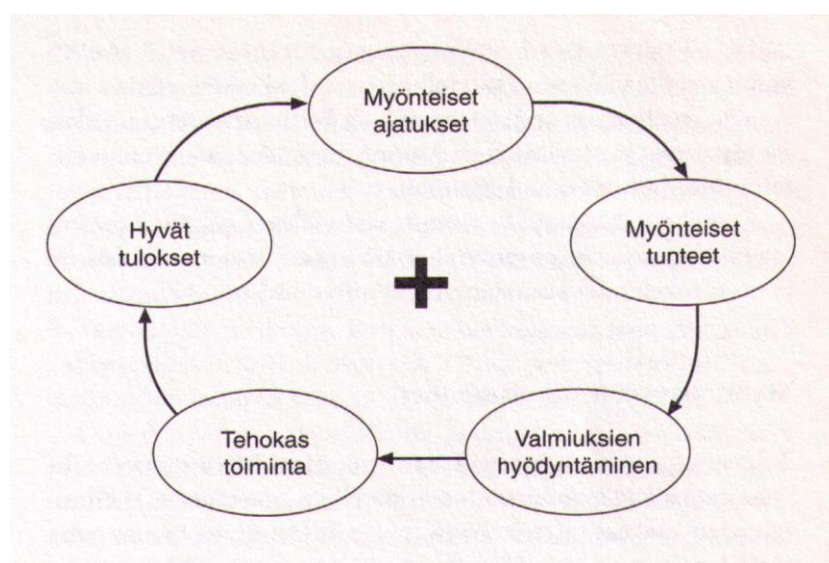 Myönteiset
ajatukset
Myönteiset
tunteet
Valmiuksien
hyödyntäminen
Tehokas
toiminta
Hyvät
tulokset
+